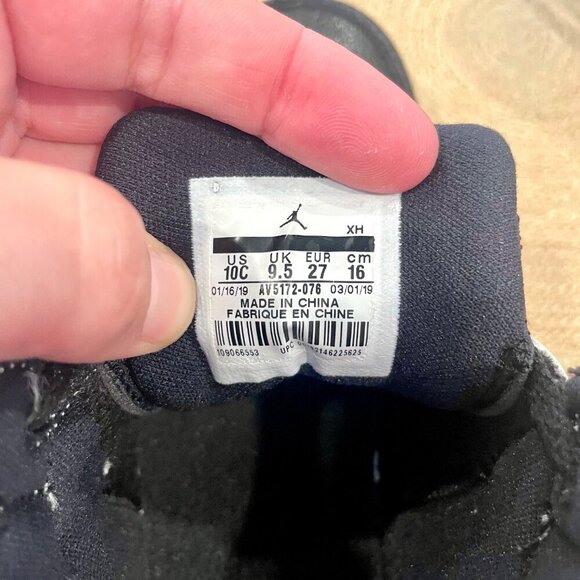 XH
US UK EUR cm
10C 9.5 27 16
01/16/19 AV5172-076 03/01/19
MADE IN CHINA
FABRIQUE EN CHINE
109066553 UPC